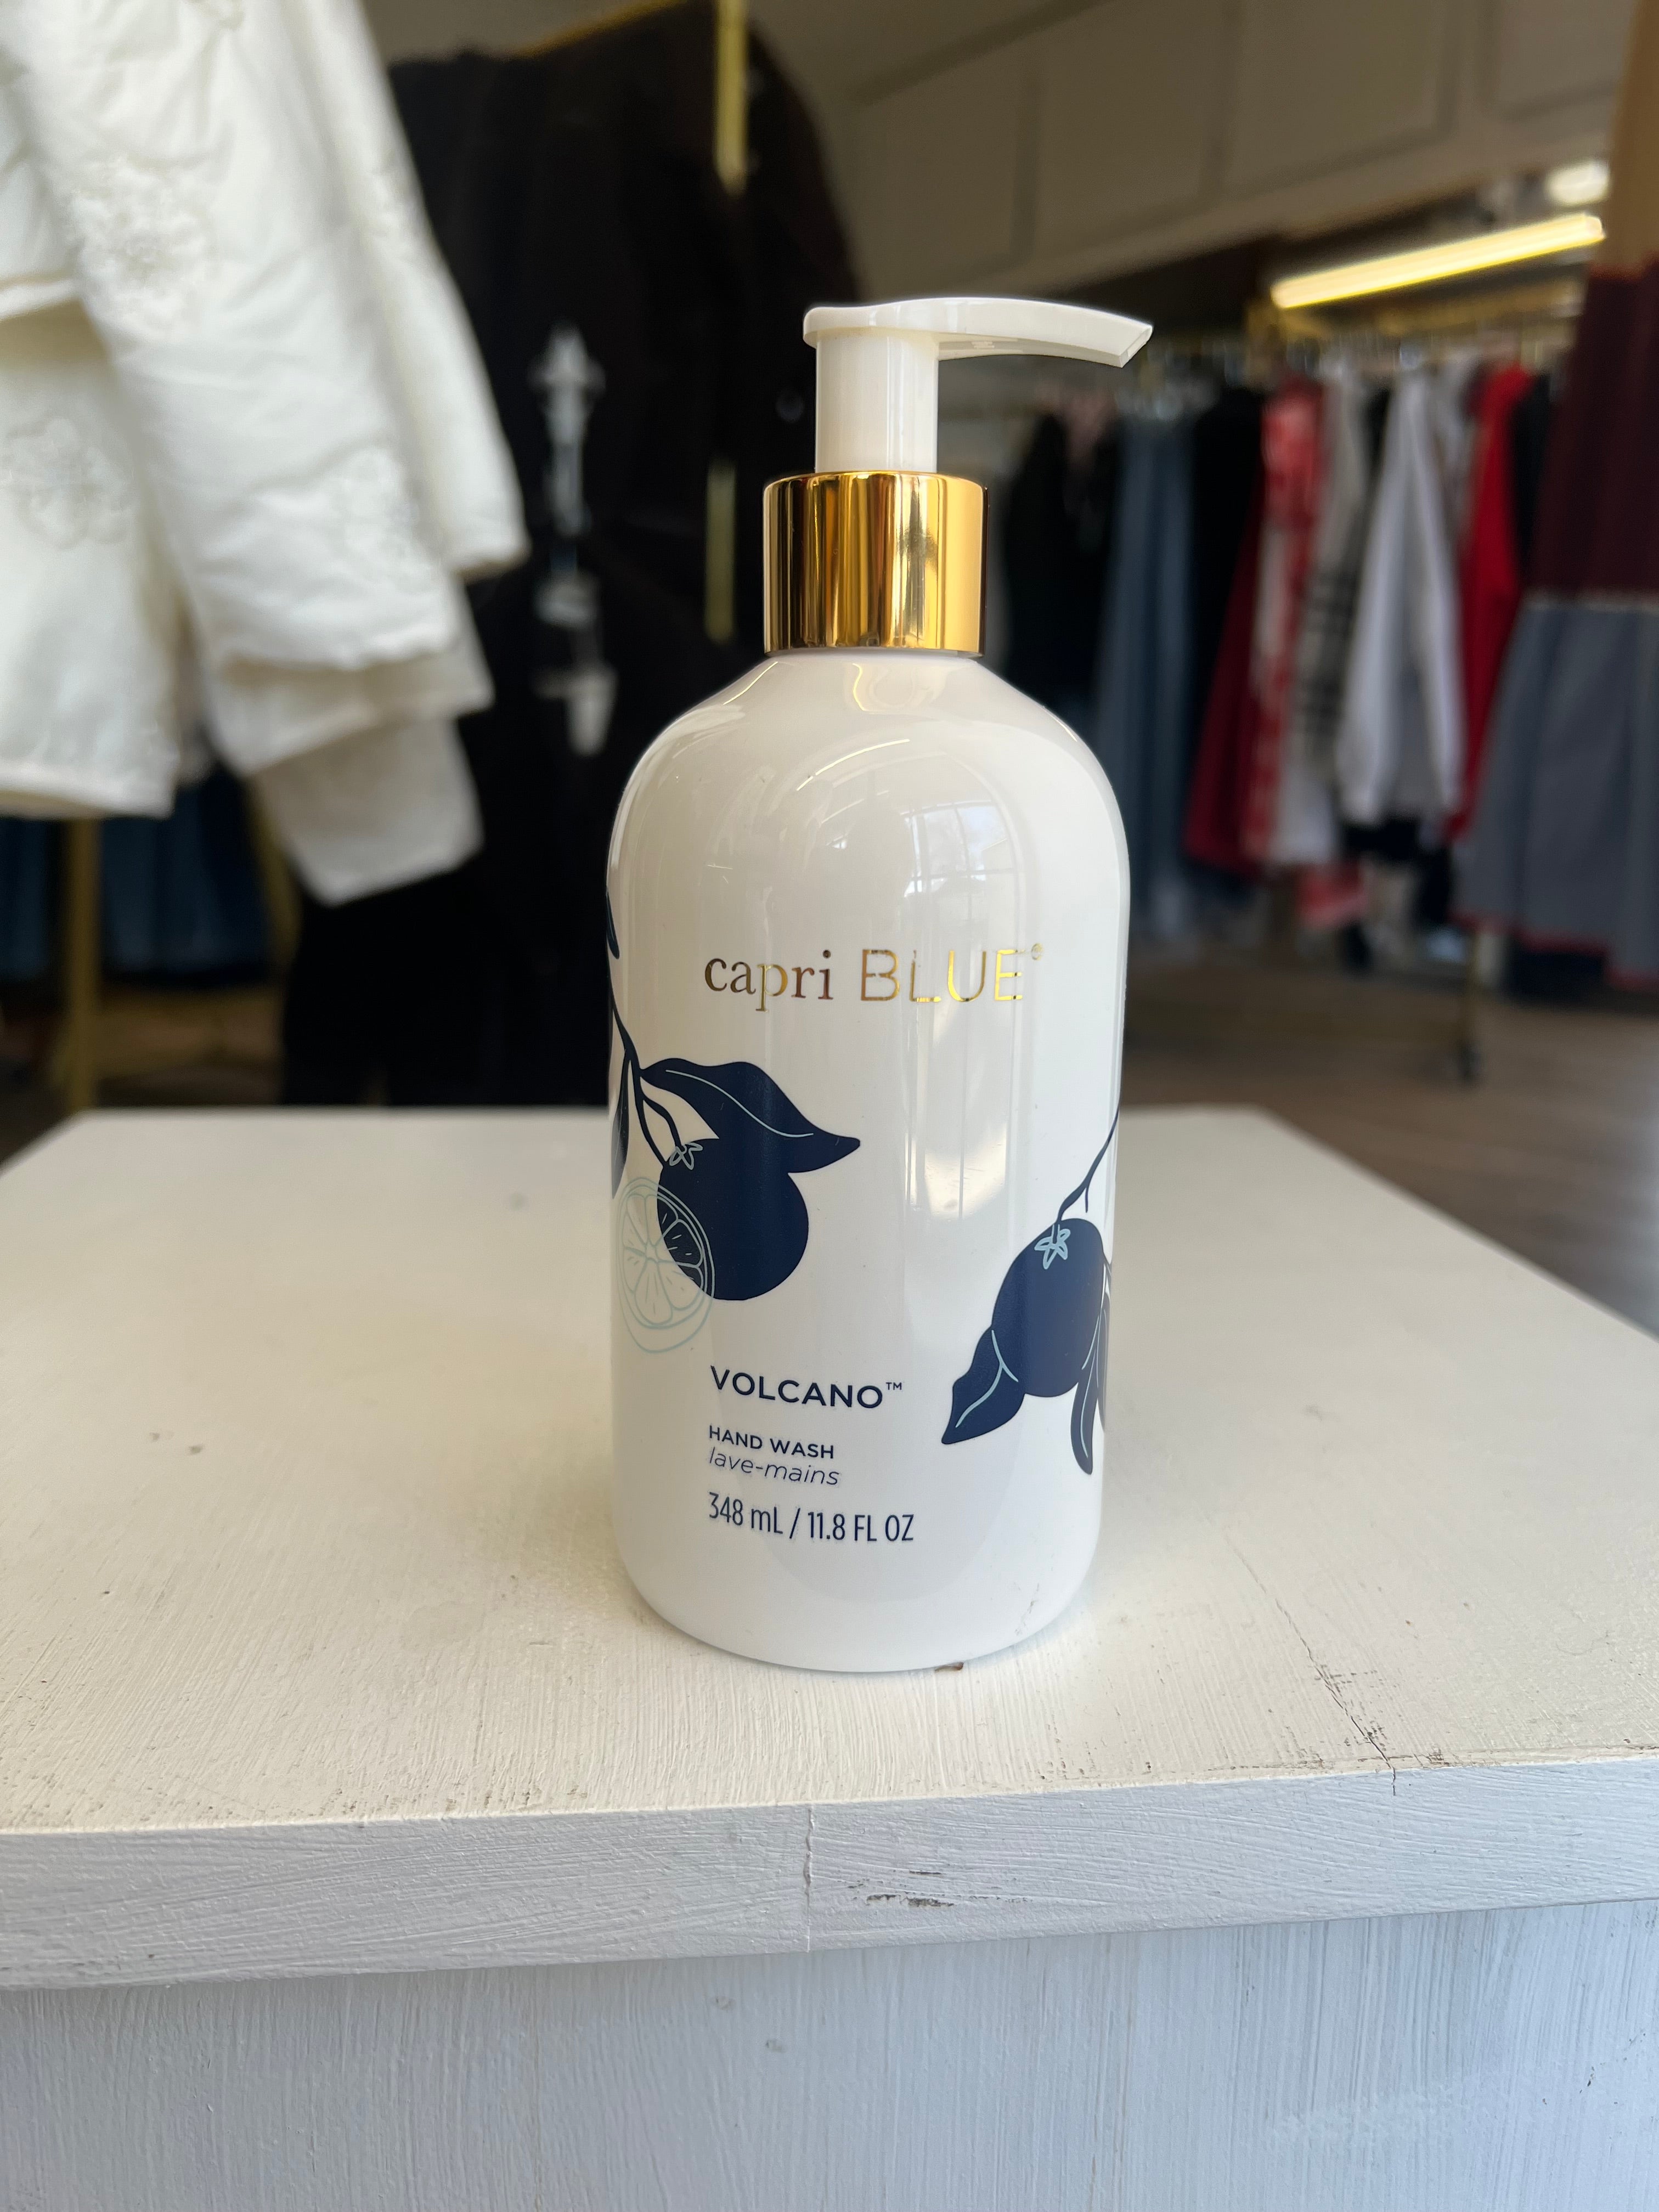 capri BLUE®
VOLCANO™
HAND WASH
lave-mains
348 mL / 11.8 FL OZ